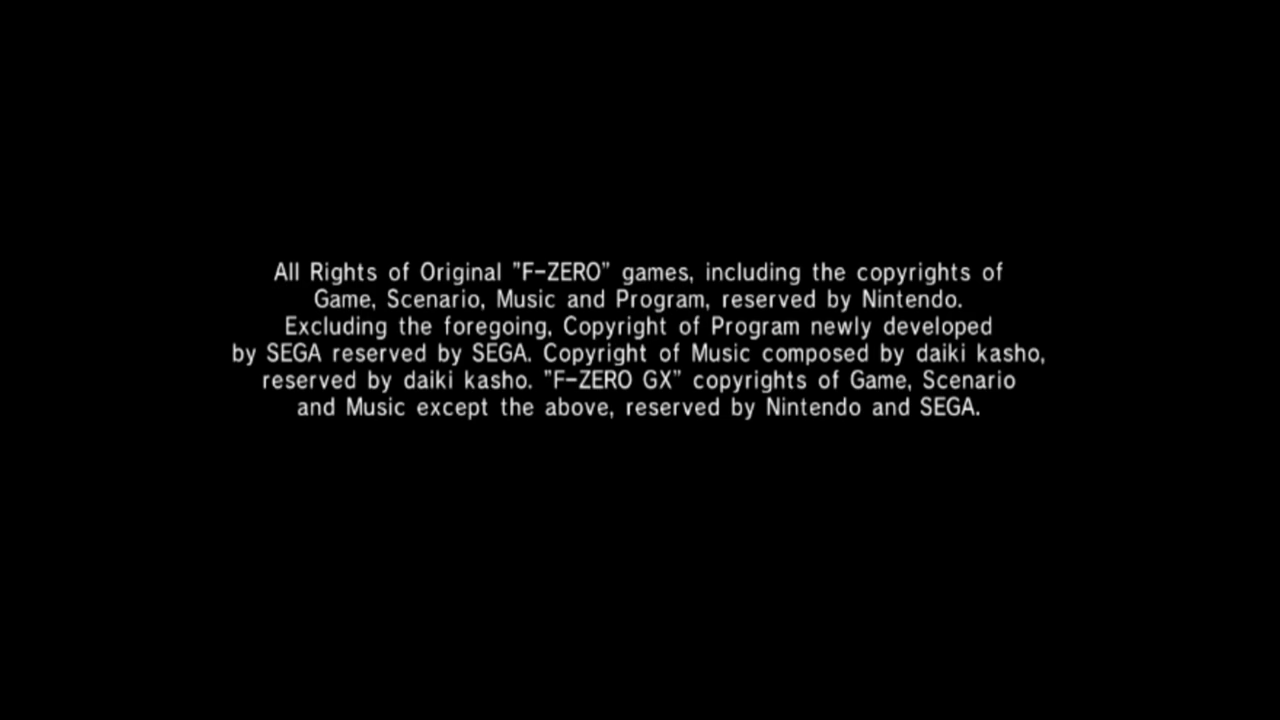 All Rights of Original "F-ZERO" games, including the copyrights of
Game, Scenario, Music and Program, reserved by Nintendo.
Excluding the foregoing, Copyright of Program newly developed
by SEGA reserved by SEGA. Copyright of Music composed by daiki kasho,
reserved by daiki kasho. "F-ZERO GX" copyrights of Game, Scenario
and Music except the above, reserved by Nintendo and SEGA.